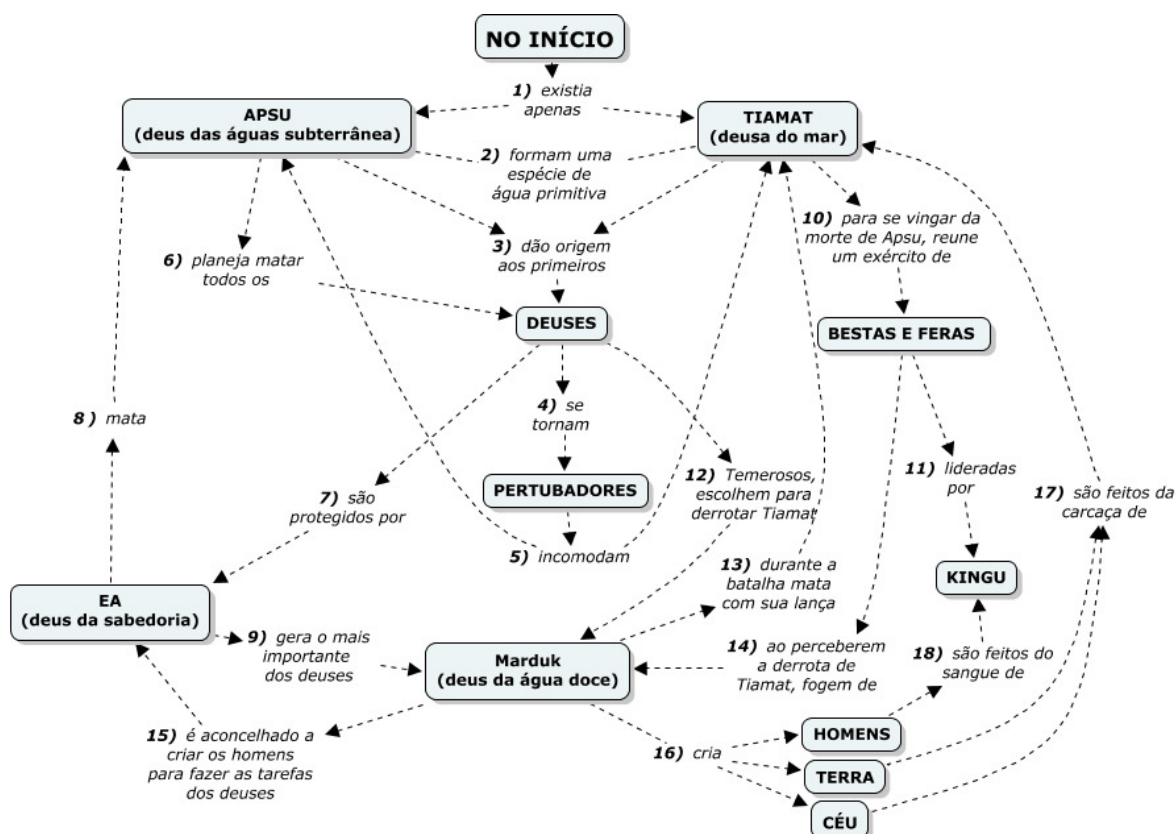 NO INÍCIO
1) existia
apenas
APSU
(deus das águas subterrânea)
TIAMAT
(deusa do mar)
2) formam uma
espécie de
água primitiva
3) dão origem
aos primeiros
DEUSES
4) se
tornam
PERTUBADORES
5) incomodam
6) planeja matar
todos os
7) são
protegidos por
EA
(deus da sabedoria)
8) mata
9) gera o mais
importante
dos deuses
Marduk
(deus da água doce)
10) para se vingar da
morte de Apsu, reune
um exército de
BESTAS E FERAS
11) lideradas
por
KINGU
12) Temerosos,
escolhem para
derrotar Tiamat
13) durante a
batalha mata
com sua lança
14) ao perceberem
a derrota de
Tiamat, fogem de
15) é aconcelhado a
criar os homens
para fazer as tarefas
dos deuses
16) cria
HOMENS
TERRA
CÉU
17) são feitos da
carcaça de
18) são feitos do
sangue de